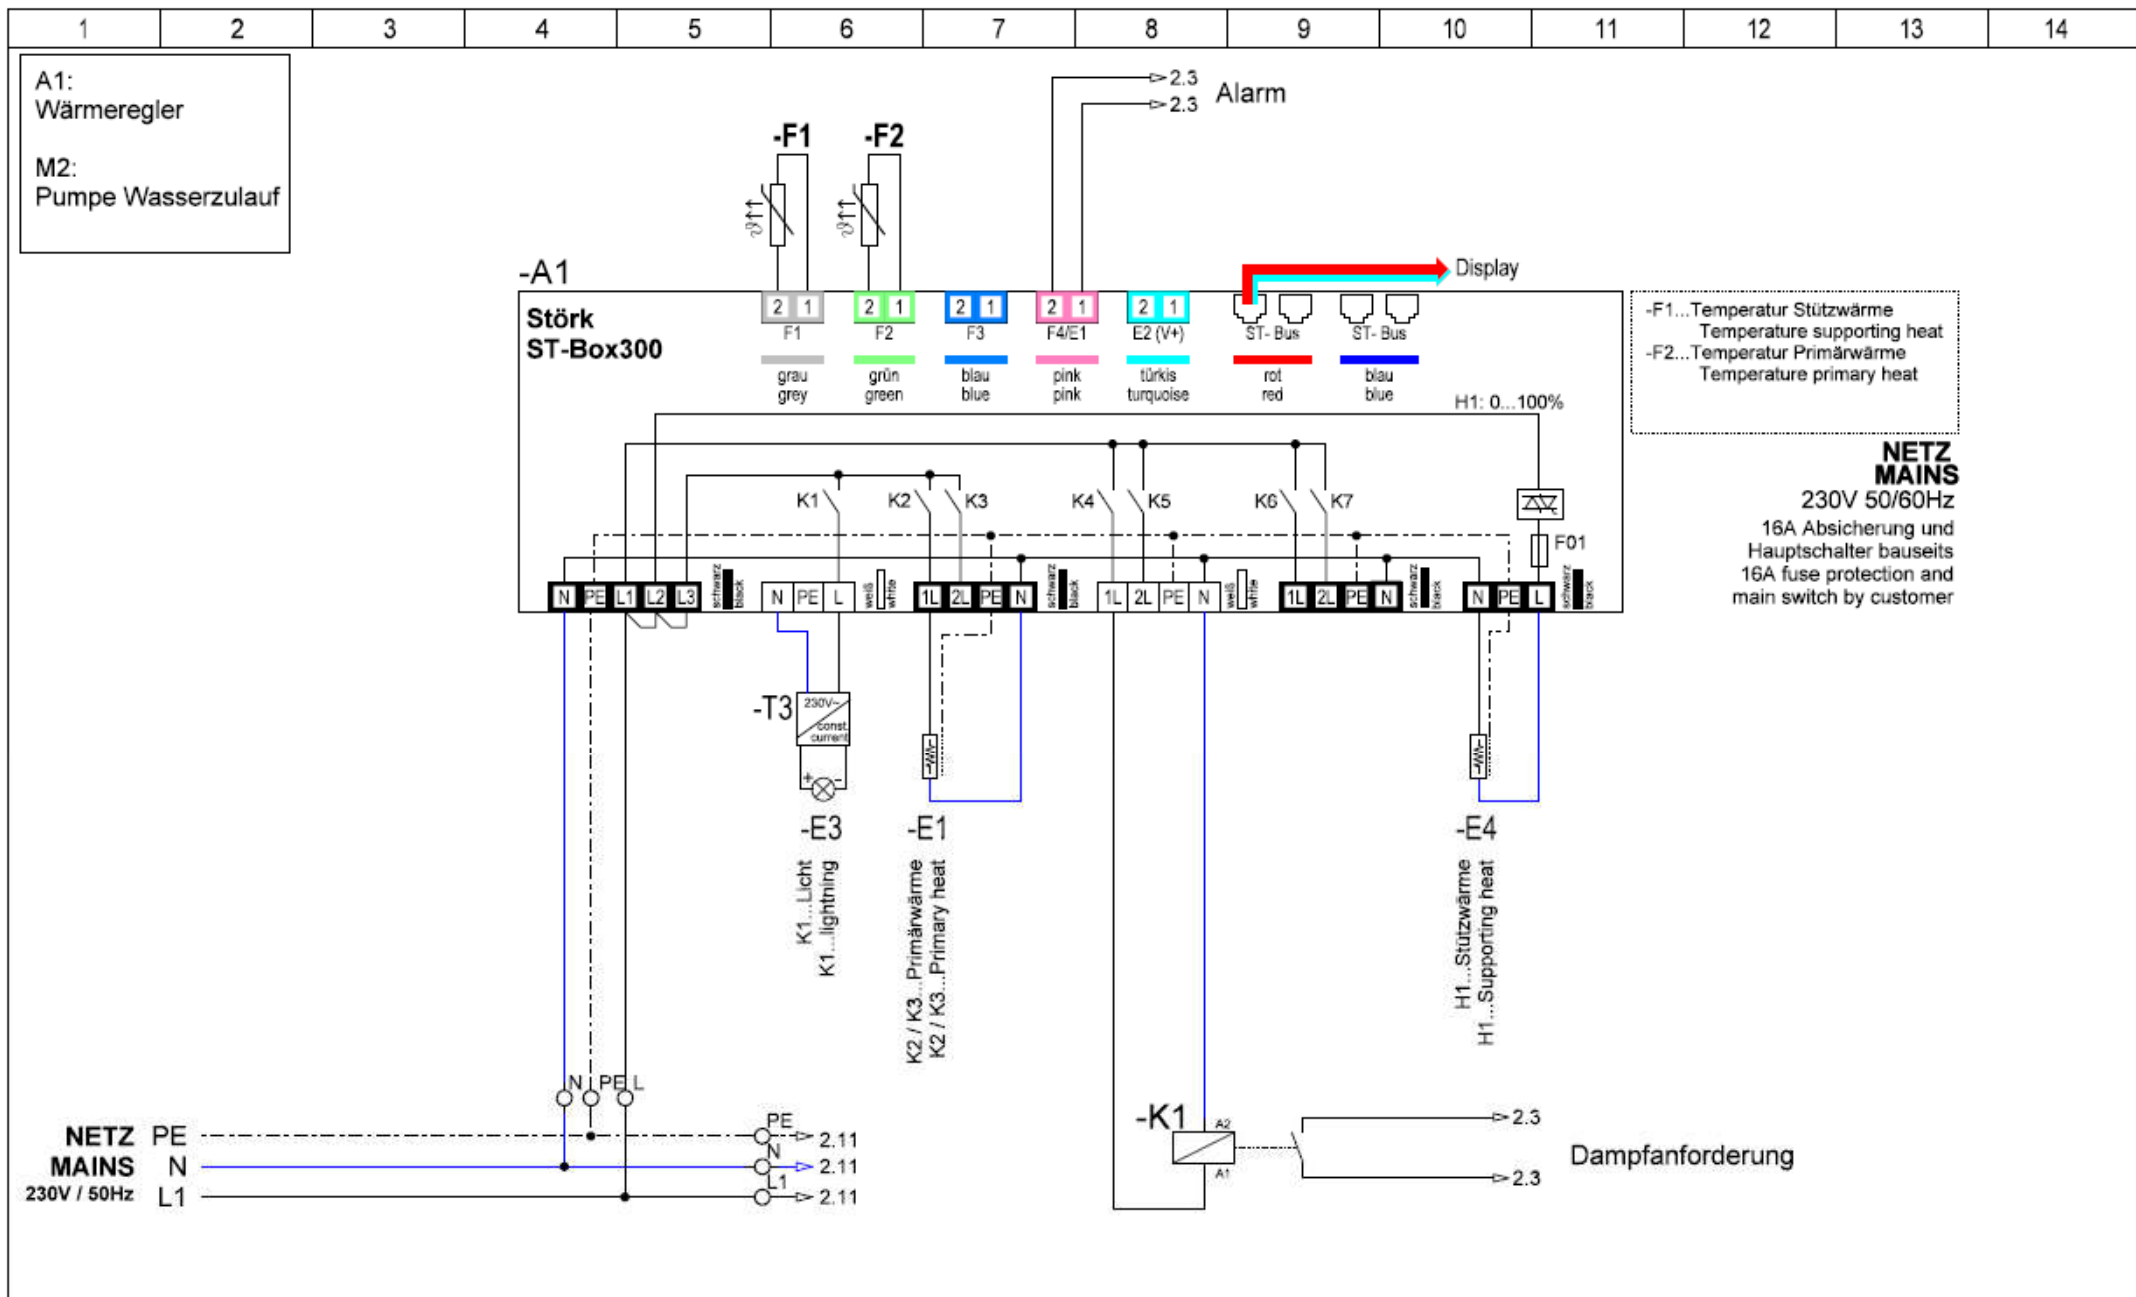 1 2 3 4 5 6 7 8 9 10 11 12 13 14
A1:
Wärmeregler
M2:
Pumpe Wasserzulauf
2.3
2.3
Alarm
-F1
-F2
ϑ↑↑
ϑ↑↑
-A1
Display
Störk
ST-Box300
2 1
2 1
2 1
2 1
2 1
F1
F2
F3
F4/E1
E2 (V+)
ST- Bus
ST- Bus
grau
grey
grün
green
blau
blue
pink
pink
türkis
turquoise
rot
red
blau
blue
-F1...Temperatur Stützwärme
Temperature supporting heat
-F2...Temperatur Primärwärme
Temperature primary heat
H1: 0...100%
NETZ
MAINS
230V 50/60Hz
16A Absicherung und
Hauptschalter bauseits
16A fuse protection and
main switch by customer
K1
K2
K3
K4
K5
K6
K7
F01
N PE L1 L2 L3
schwarz
black
N PE L
weiß
white
1L 2L PE N
schwarz
black
1L 2L PE N
weiß
white
1L 2L PE N
schwarz
black
N PE L
schwarz
black
-T3
230V~
const.
current
+ -
-E3
-E1
-E4
K1...Licht
K1...lightning
K2 / K3...Primärwärme
K2 / K3...Primary heat
H1...Stützwärme
H1...Supporting heat
N PE L
NETZ
MAINS
230V / 50Hz
PE
N
L1
PE
2.11
N
2.11
L1
2.11
-K1
A2
A1
2.3
2.3
Dampfanforderung